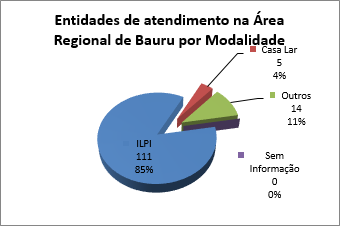 Entidades de atendimento na Área
Regional de Bauru por Modalidade
Casa Lar
5
4%
Outros
14
11%
Sem
Informação
0
0%
ILPI
111
85%